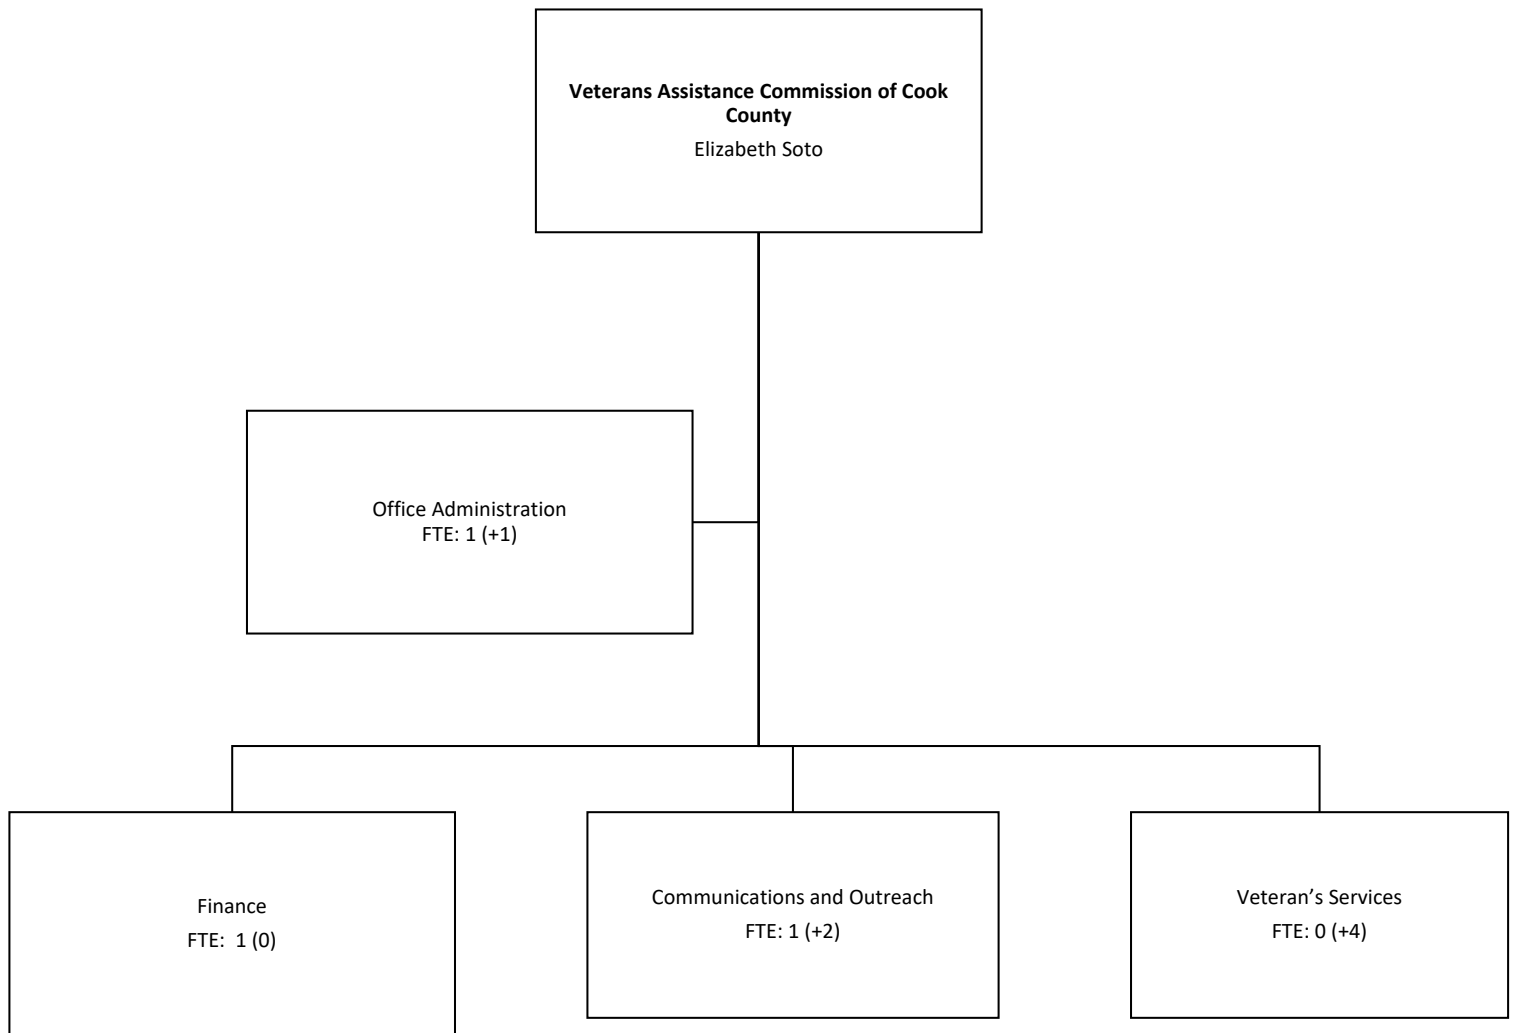 Veterans Assistance Commission of Cook
County
Elizabeth Soto
Office Administration
FTE: 1 (+1)
Finance
FTE:  1 (0)
Communications and Outreach
FTE: 1 (+2)
Veteran’s Services
FTE: 0 (+4)